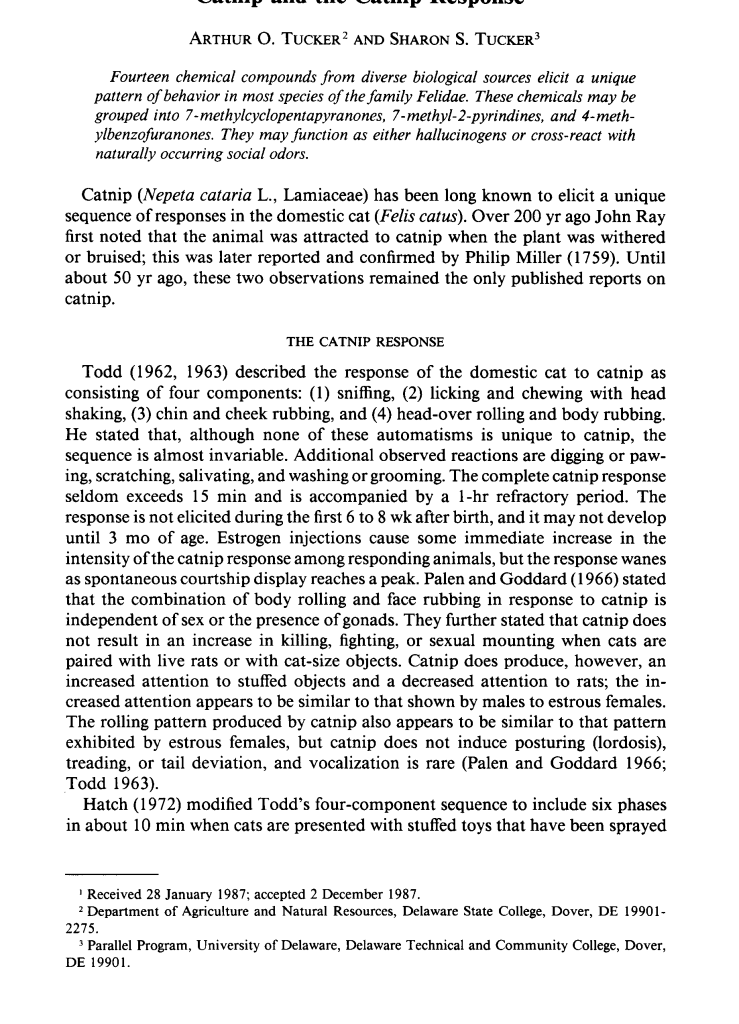 Catnip and the Catnip Response
ARTHUR O. TUCKER² AND SHARON S. TUCKER³
Fourteen chemical compounds from diverse biological sources elicit a unique
pattern of behavior in most species of the family Felidae. These chemicals may be
grouped into 7-methylcyclopentapyranones, 7-methyl-2-pyrindines, and 4-meth-
ylbenzofuranones. They may function as either hallucinogens or cross-react with
naturally occurring social odors.
Catnip (Nepeta cataria L., Lamiaceae) has been long known to elicit a unique
sequence of responses in the domestic cat (Felis catus). Over 200 yr ago John Ray
first noted that the animal was attracted to catnip when the plant was withered
or bruised; this was later reported and confirmed by Philip Miller (1759). Until
about 50 yr ago, these two observations remained the only published reports on
catnip.
THE CATNIP RESPONSE
Todd (1962, 1963) described the response of the domestic cat to catnip as
consisting of four components: (1) sniffing, (2) licking and chewing with head
shaking, (3) chin and cheek rubbing, and (4) head-over rolling and body rubbing.
He stated that, although none of these automatisms is unique to catnip, the
sequence is almost invariable. Additional observed reactions are digging or paw-
ing, scratching, salivating, and washing or grooming. The complete catnip response
seldom exceeds 15 min and is accompanied by a 1-hr refractory period. The
response is not elicited during the first 6 to 8 wk after birth, and it may not develop
until 3 mo of age. Estrogen injections cause some immediate increase in the
intensity of the catnip response among responding animals, but the response wanes
as spontaneous courtship display reaches a peak. Palen and Goddard (1966) stated
that the combination of body rolling and face rubbing in response to catnip is
independent of sex or the presence of gonads. They further stated that catnip does
not result in an increase in killing, fighting, or sexual mounting when cats are
paired with live rats or with cat-size objects. Catnip does produce, however, an
increased attention to stuffed objects and a decreased attention to rats; the in-
creased attention appears to be similar to that shown by males to estrous females.
The rolling pattern produced by catnip also appears to be similar to that pattern
exhibited by estrous females, but catnip does not induce posturing (lordosis),
treading, or tail deviation, and vocalization is rare (Palen and Goddard 1966;
Todd 1963).
Hatch (1972) modified Todd's four-component sequence to include six phases
in about 10 min when cats are presented with stuffed toys that have been sprayed
¹ Received 28 January 1987; accepted 2 December 1987.
² Department of Agriculture and Natural Resources, Delaware State College, Dover, DE 19901-
2275.
³ Parallel Program, University of Delaware, Delaware Technical and Community College, Dover,
DE 19901.